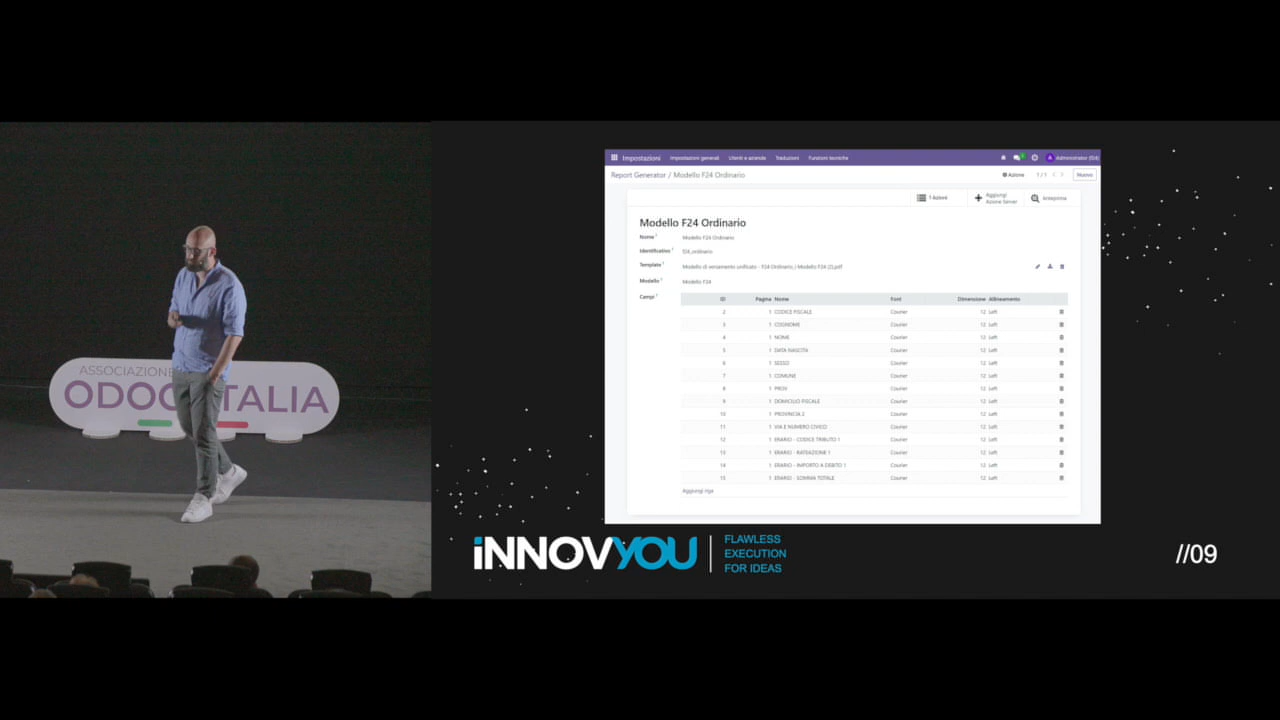 ASSOCIAZIONE
ODOO ITALIA
Impostazioni Impostazioni generali Utenti e aziende Traduzioni Funzioni tecniche Administrator (f24)
Report Generator / Modello F24 Ordinario Azione 1 / 1 Nuovo
1 Azioni Aggiungi Azione Server Anteprima
Modello F24 Ordinario
Nome ? Modello F24 Ordinario
Identificativo ? f24_ordinario
Template ? Modello di versamento unificato - F24 Ordinario_i Modello F24 (2).pdf
Modello ? Modello F24
Campi ?
ID Pagina Nome Font Dimensione Allineamento
2 1 CODICE FISCALE Courier 12 Left
3 1 COGNOME Courier 12 Left
4 1 NOME Courier 12 Left
5 1 DATA NASCITA Courier 12 Left
6 1 SESSO Courier 12 Left
7 1 COMUNE Courier 12 Left
8 1 PROV Courier 12 Left
9 1 DOMICILIO FISCALE Courier 12 Left
10 1 PROVINCIA 2 Courier 12 Left
11 1 VIA E NUMERO CIVICO Courier 12 Left
12 1 ERARIO - CODICE TRIBUTO 1 Courier 12 Left
13 1 ERARIO - RATEAZIONE 1 Courier 12 Left
14 1 ERARIO - IMPORTO A DEBITO 1 Courier 12 Left
15 1 ERARIO - SOMMA TOTALE Courier 12 Left
Aggiungi riga
iNNOVYOU
FLAWLESS
EXECUTION
FOR IDEAS
//09